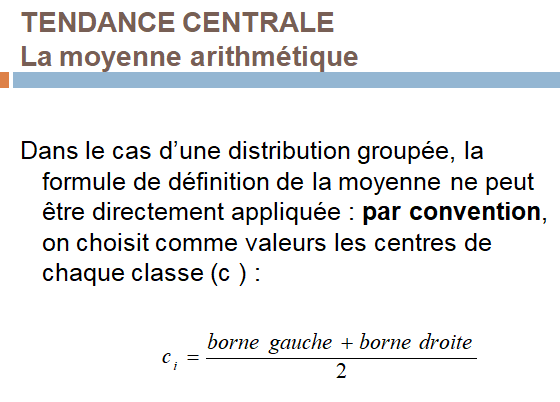 TENDANCE CENTRALE
La moyenne arithmétique
Dans le cas d’une distribution groupée, la
formule de définition de la moyenne ne peut
être directement appliquée : par convention,
on choisit comme valeurs les centres de
chaque classe (c ) :
c_i = (borne gauche + borne droite) / 2